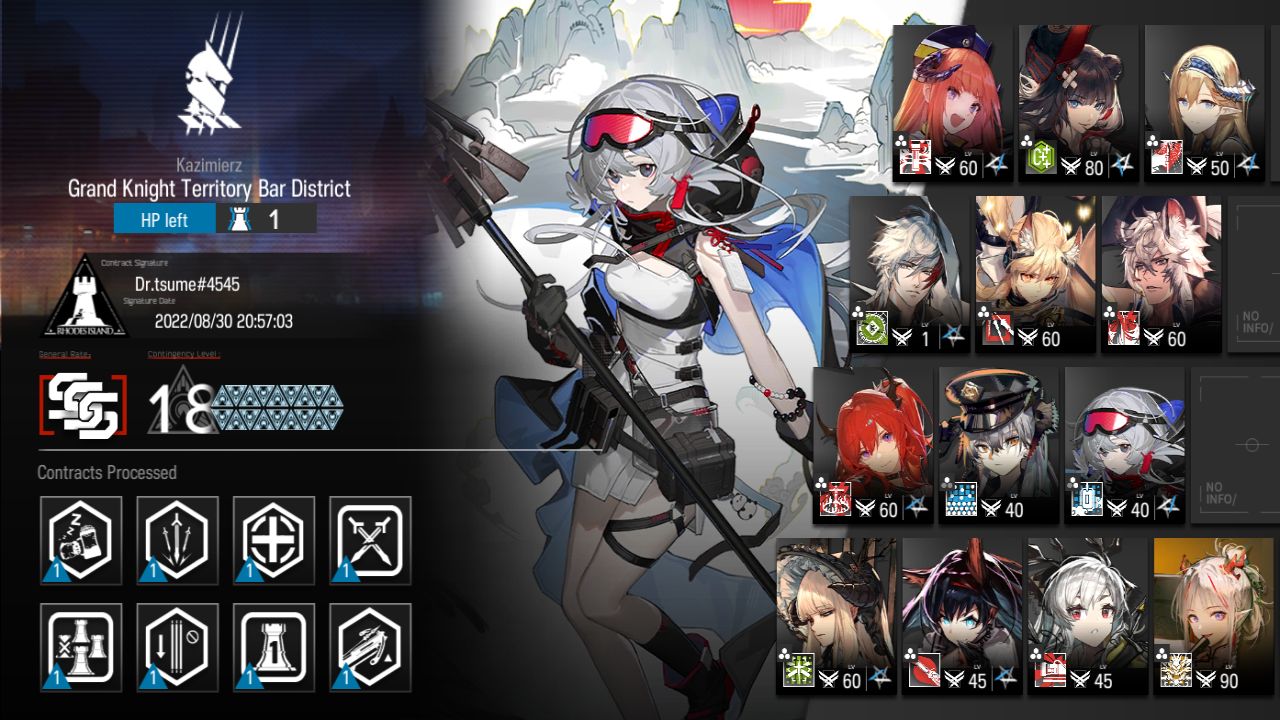 Kazimierz
Grand Knight Territory Bar District
HP left 1
Contract Signature
Dr.tsume#4545
Signature Date
2022/08/30 20:57:03
RHODES ISLAND
General Rate:
Contingency Level:
18
Contracts Processed
Z
1 1 1 1
1
1 1 1 1
LV 60
LV 80
LV 50
LV 1
LV 60
LV 60
NO INFO/
LV 60
LV 40
LV 40
NO INFO/
LV 60
LV 45
LV 45
LV 90